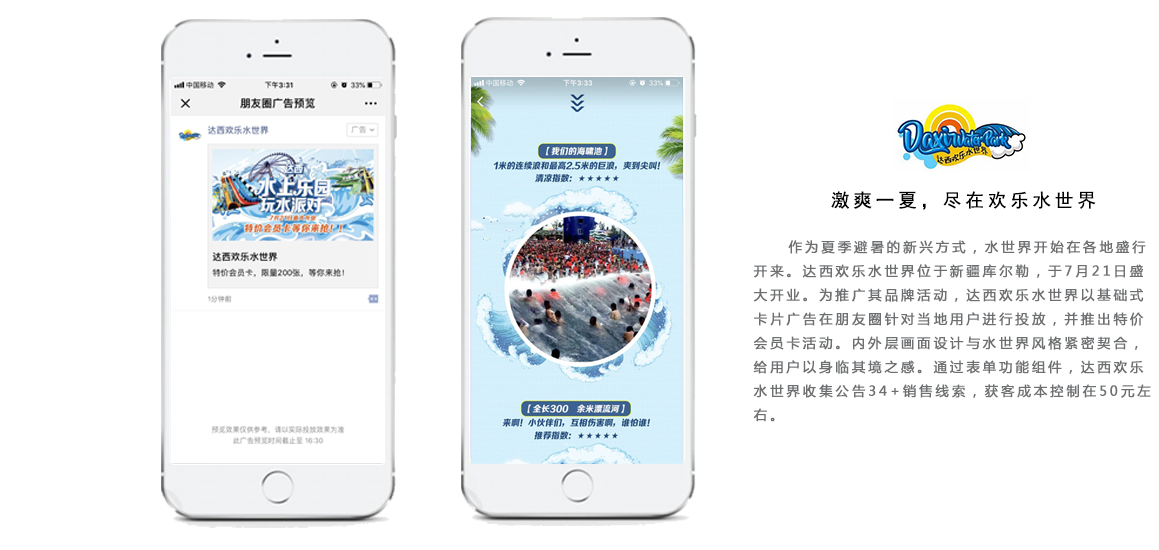 中国移动
下午3:31
33%
朋友圈广告预览
达西欢乐水世界
广告
达西
水上乐园
玩水派对
7月21日盛大开业
特价会员卡等你来抢！！
达西欢乐水世界
特价会员卡，限量200张，等你来抢！
1分钟前
预览效果仅供参考，请以实际投放效果为准
此广告预览时间截止至 16:30
中国移动
下午3:33
33%
【我们的海啸池】
1米的连续浪和最高2.5米的巨浪，夹到尖叫！
清凉指数：★★★★★
【全长300 余米漂流河】
来啊！小伙伴们，互相伤害啊，谁怕谁！
推荐指数：★★★★★
Daxi Water Park
达西欢乐水世界
激爽一夏，尽在欢乐水世界
作为夏季避暑的新兴方式，水世界开始在各地盛行
开来。达西欢乐水世界位于新疆库尔勒，于7月21日盛
大开业。为推广其品牌活动，达西欢乐水世界以基础式
卡片广告在朋友圈针对当地用户进行投放，并推出特价
会员卡活动。内外层画面设计与水世界风格紧密契合，
给用户以身临其境之感。通过表单功能组件，达西欢乐
水世界收集公告34+销售线索，获客成本控制在50元左
右。